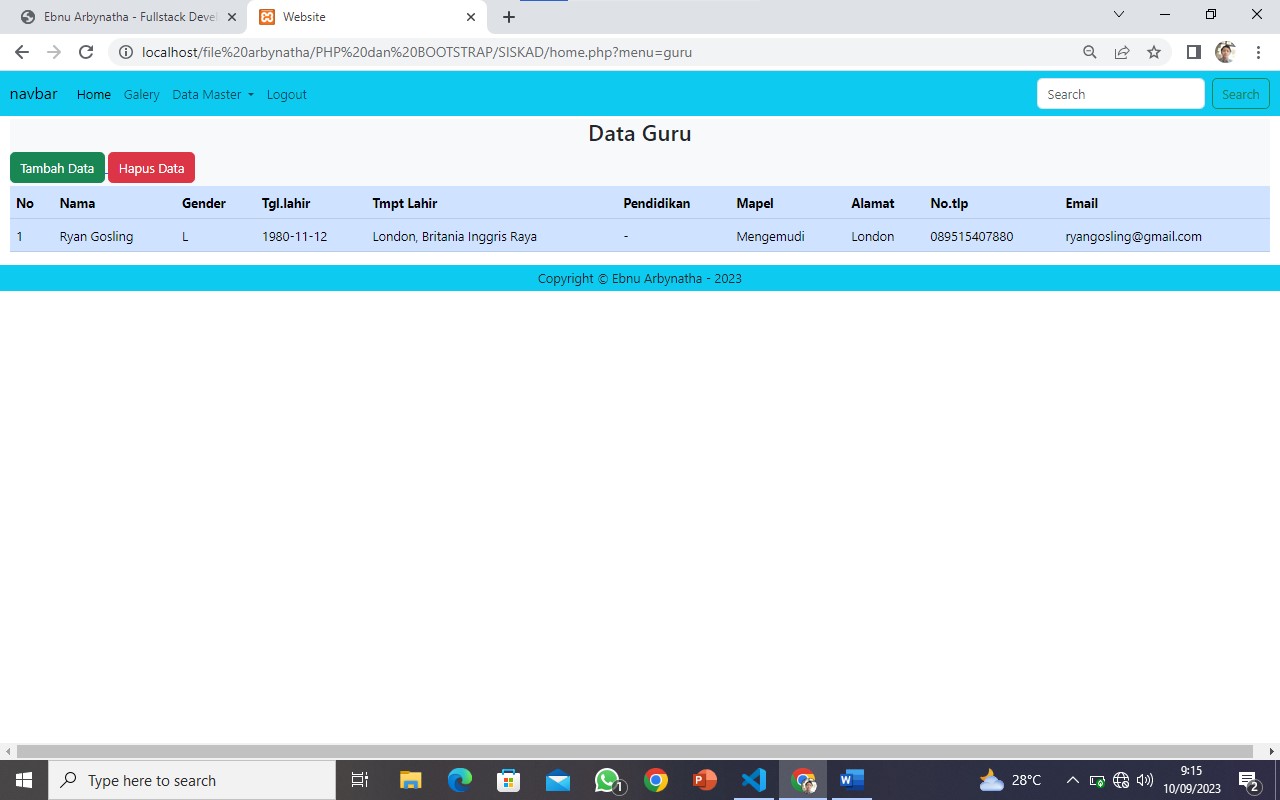 Ebnu Arbynatha - Fullstack Devel
Website
localhost/file%20arbynatha/PHP%20dan%20BOOTSTRAP/SISKAD/home.php?menu=guru
navbar Home Galery Data Master Logout Search Search
Data Guru
Tambah Data Hapus Data
No Nama Gender Tgl.lahir Tmpt Lahir Pendidikan Mapel Alamat No.tlp Email
1 Ryan Gosling L 1980-11-12 London, Britania Inggris Raya - Mengemudi London 089515407880 ryangosling@gmail.com
Copyright © Ebnu Arbynatha - 2023
Type here to search 1 28°C 9:15
10/09/2023 2